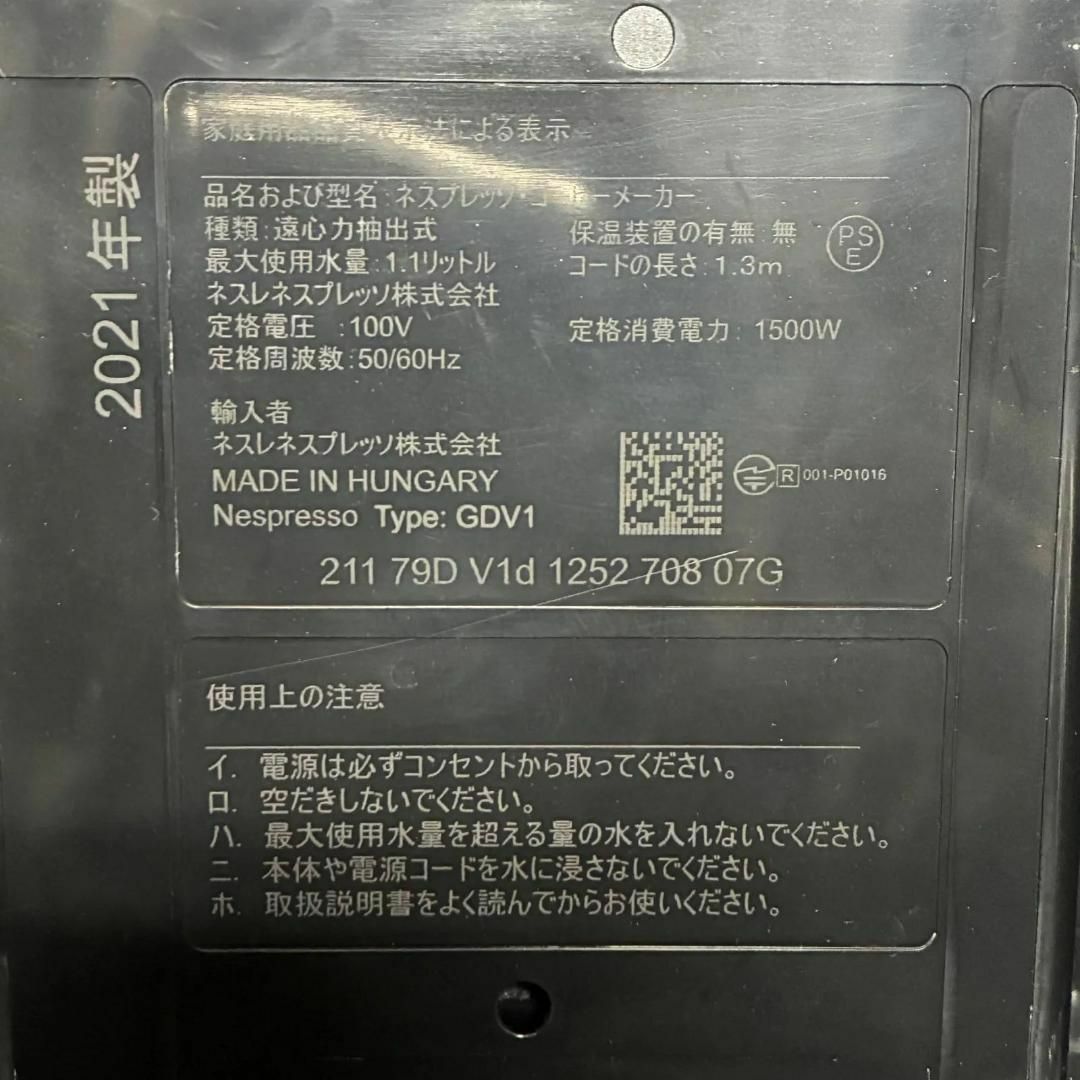 2021年製
家庭用品品質表示法による表示
品名および型名:ネスプレッソ・コーヒーメーカー
種類:遠心力抽出式 保温装置の有無:無
最大使用水量:1.1リットル コードの長さ:1.3m
PS
E
ネスレネスプレッソ株式会社
定格電圧 :100V 定格消費電力: 1500W
定格周波数:50/60Hz
輸入者
ネスレネスプレッソ株式会社
MADE IN HUNGARY
R 001-P01016
Nespresso Type: GDV1
211 79D V1d 1252 708 07G
使用上の注意
イ. 電源は必ずコンセントから取ってください。
ロ. 空だきしないでください。
ハ. 最大使用水量を超える量の水を入れないでください。
ニ. 本体や電源コードを水に浸さないでください。
ホ. 取扱説明書をよく読んでからお使いください。